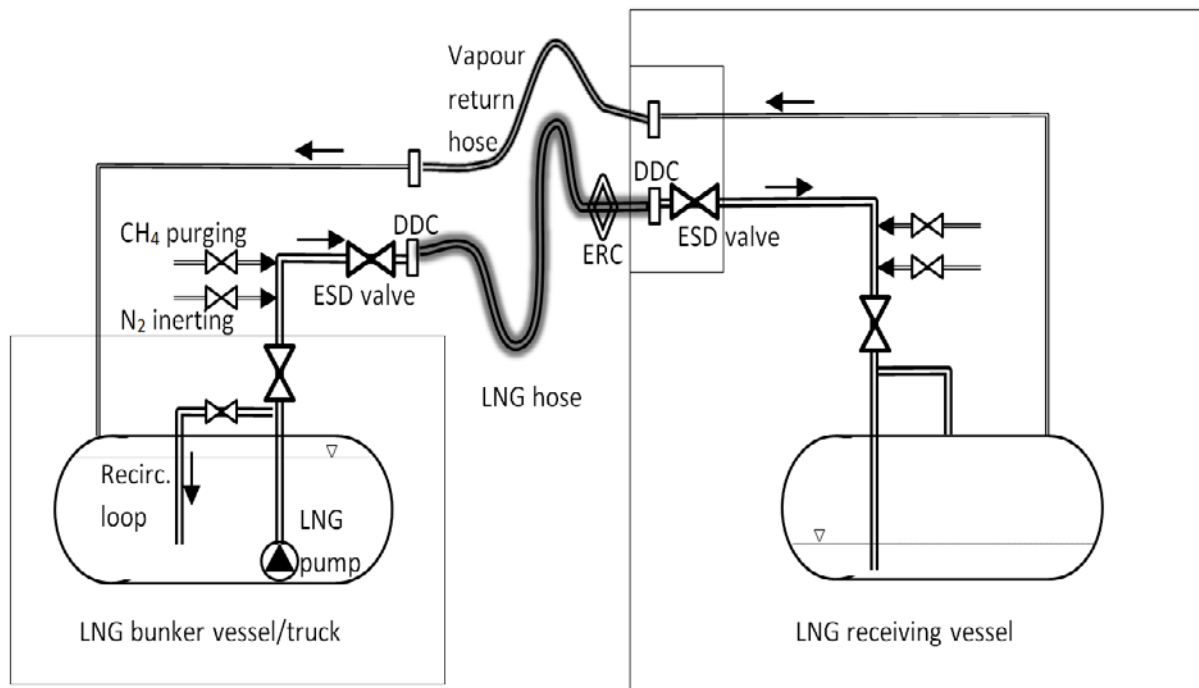 Vapour
return
hose
DDC
ERC
ESD valve
CH₄ purging
N₂ inerting
DDC
ESD valve
LNG hose
Recirc.
loop
LNG
pump
LNG bunker vessel/truck
LNG receiving vessel